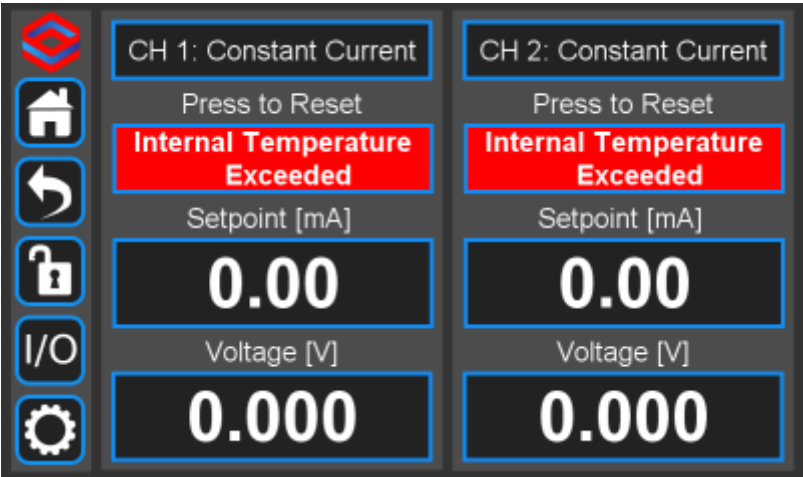 CH 1: Constant Current
Press to Reset
Internal Temperature
Exceeded
Setpoint [mA]
0.00
Voltage [V]
0.000
CH 2: Constant Current
Press to Reset
Internal Temperature
Exceeded
Setpoint [mA]
0.00
Voltage [V]
0.000
I/O